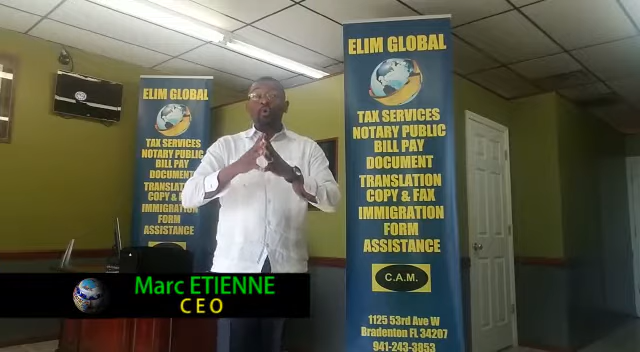 ELIM GLOBAL
TAX SERVICES
NOTARY PUBLIC
BILL PAY
DOCUMENT
TRANSLATION
COPY & FAX
IMMIGRATION
FORM
ASSISTANCE
C.A.M.
1125 53rd Ave W
Bradenton FL 34207
941-243-3853
ELIM GLOBAL
TAX SERVICES
NOTARY PUBLIC
BILL PAY
DOCUMENT
COPY & FAX
FORM
ASSISTANCE
Marc ETIENNE
CEO